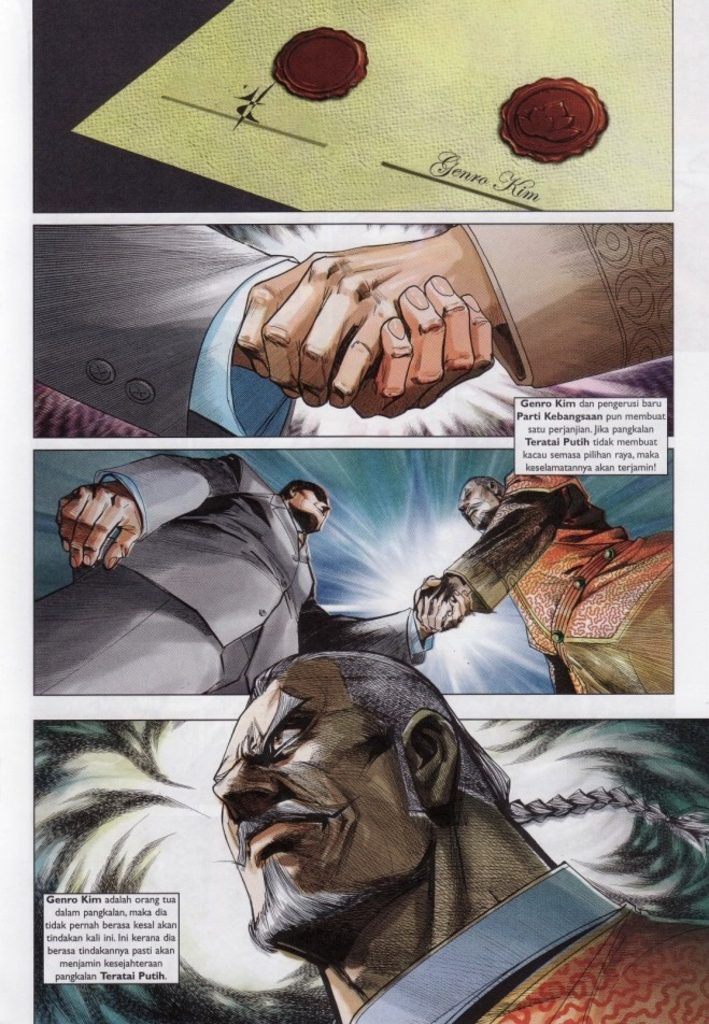 Genro Kim
Genro Kim dan pengerusi baru
Parti Kebangsaan pun membuat
satu perjanjian. Jika pangkalan
Teratai Putih tidak membuat
kacau semasa pilihan raya, maka
keselamatannya akan terjamin!
Genro Kim adalah orang tua
dalam pangkalan, maka dia
tidak pernah berasa kesal akan
tindakan kali ini. Ini kerana dia
berasa tindakannya pasti akan
menjamin kesejahteraan
pangkalan Teratai Putih.